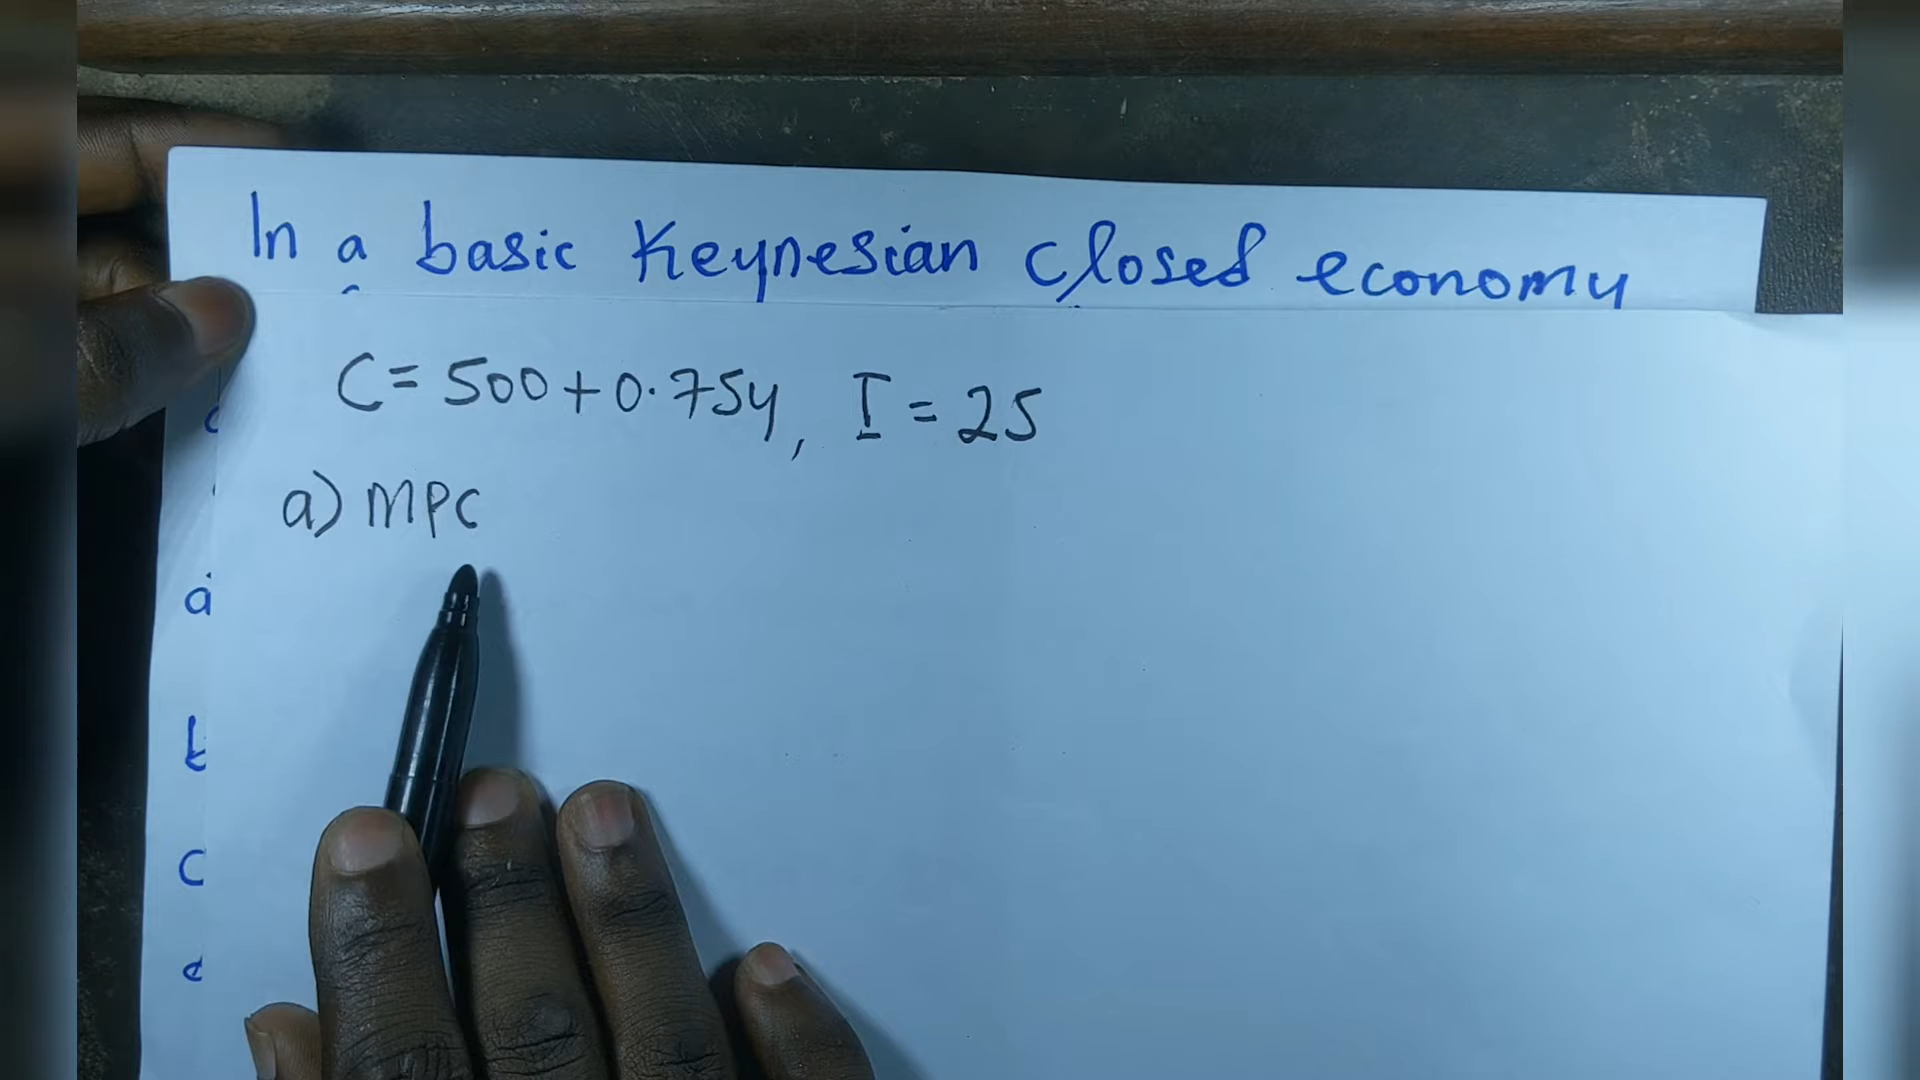 In a basic Keynesian closed economy
C = 500 + 0.75y, I = 25
a) MPC
a
b
c